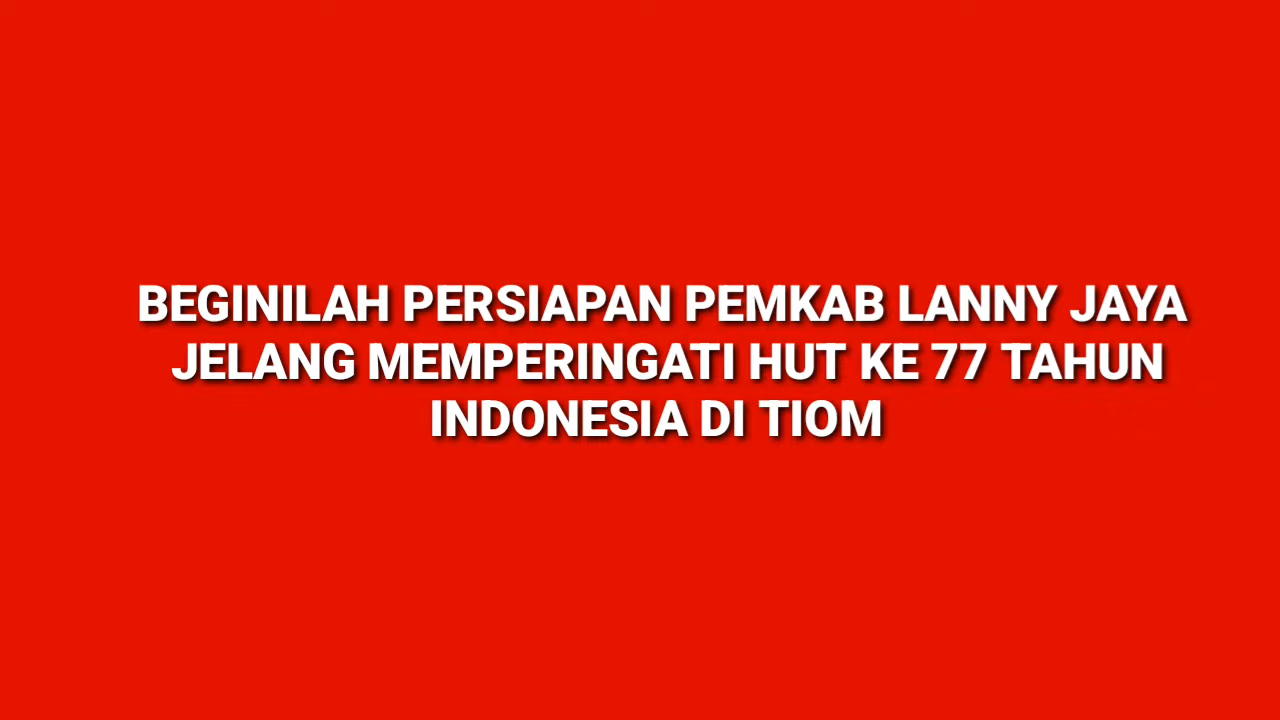 BEGINILAH PERSIAPAN PEMKAB LANNY JAYA
JELANG MEMPERINGATI HUT KE 77 TAHUN
INDONESIA DI TIOM